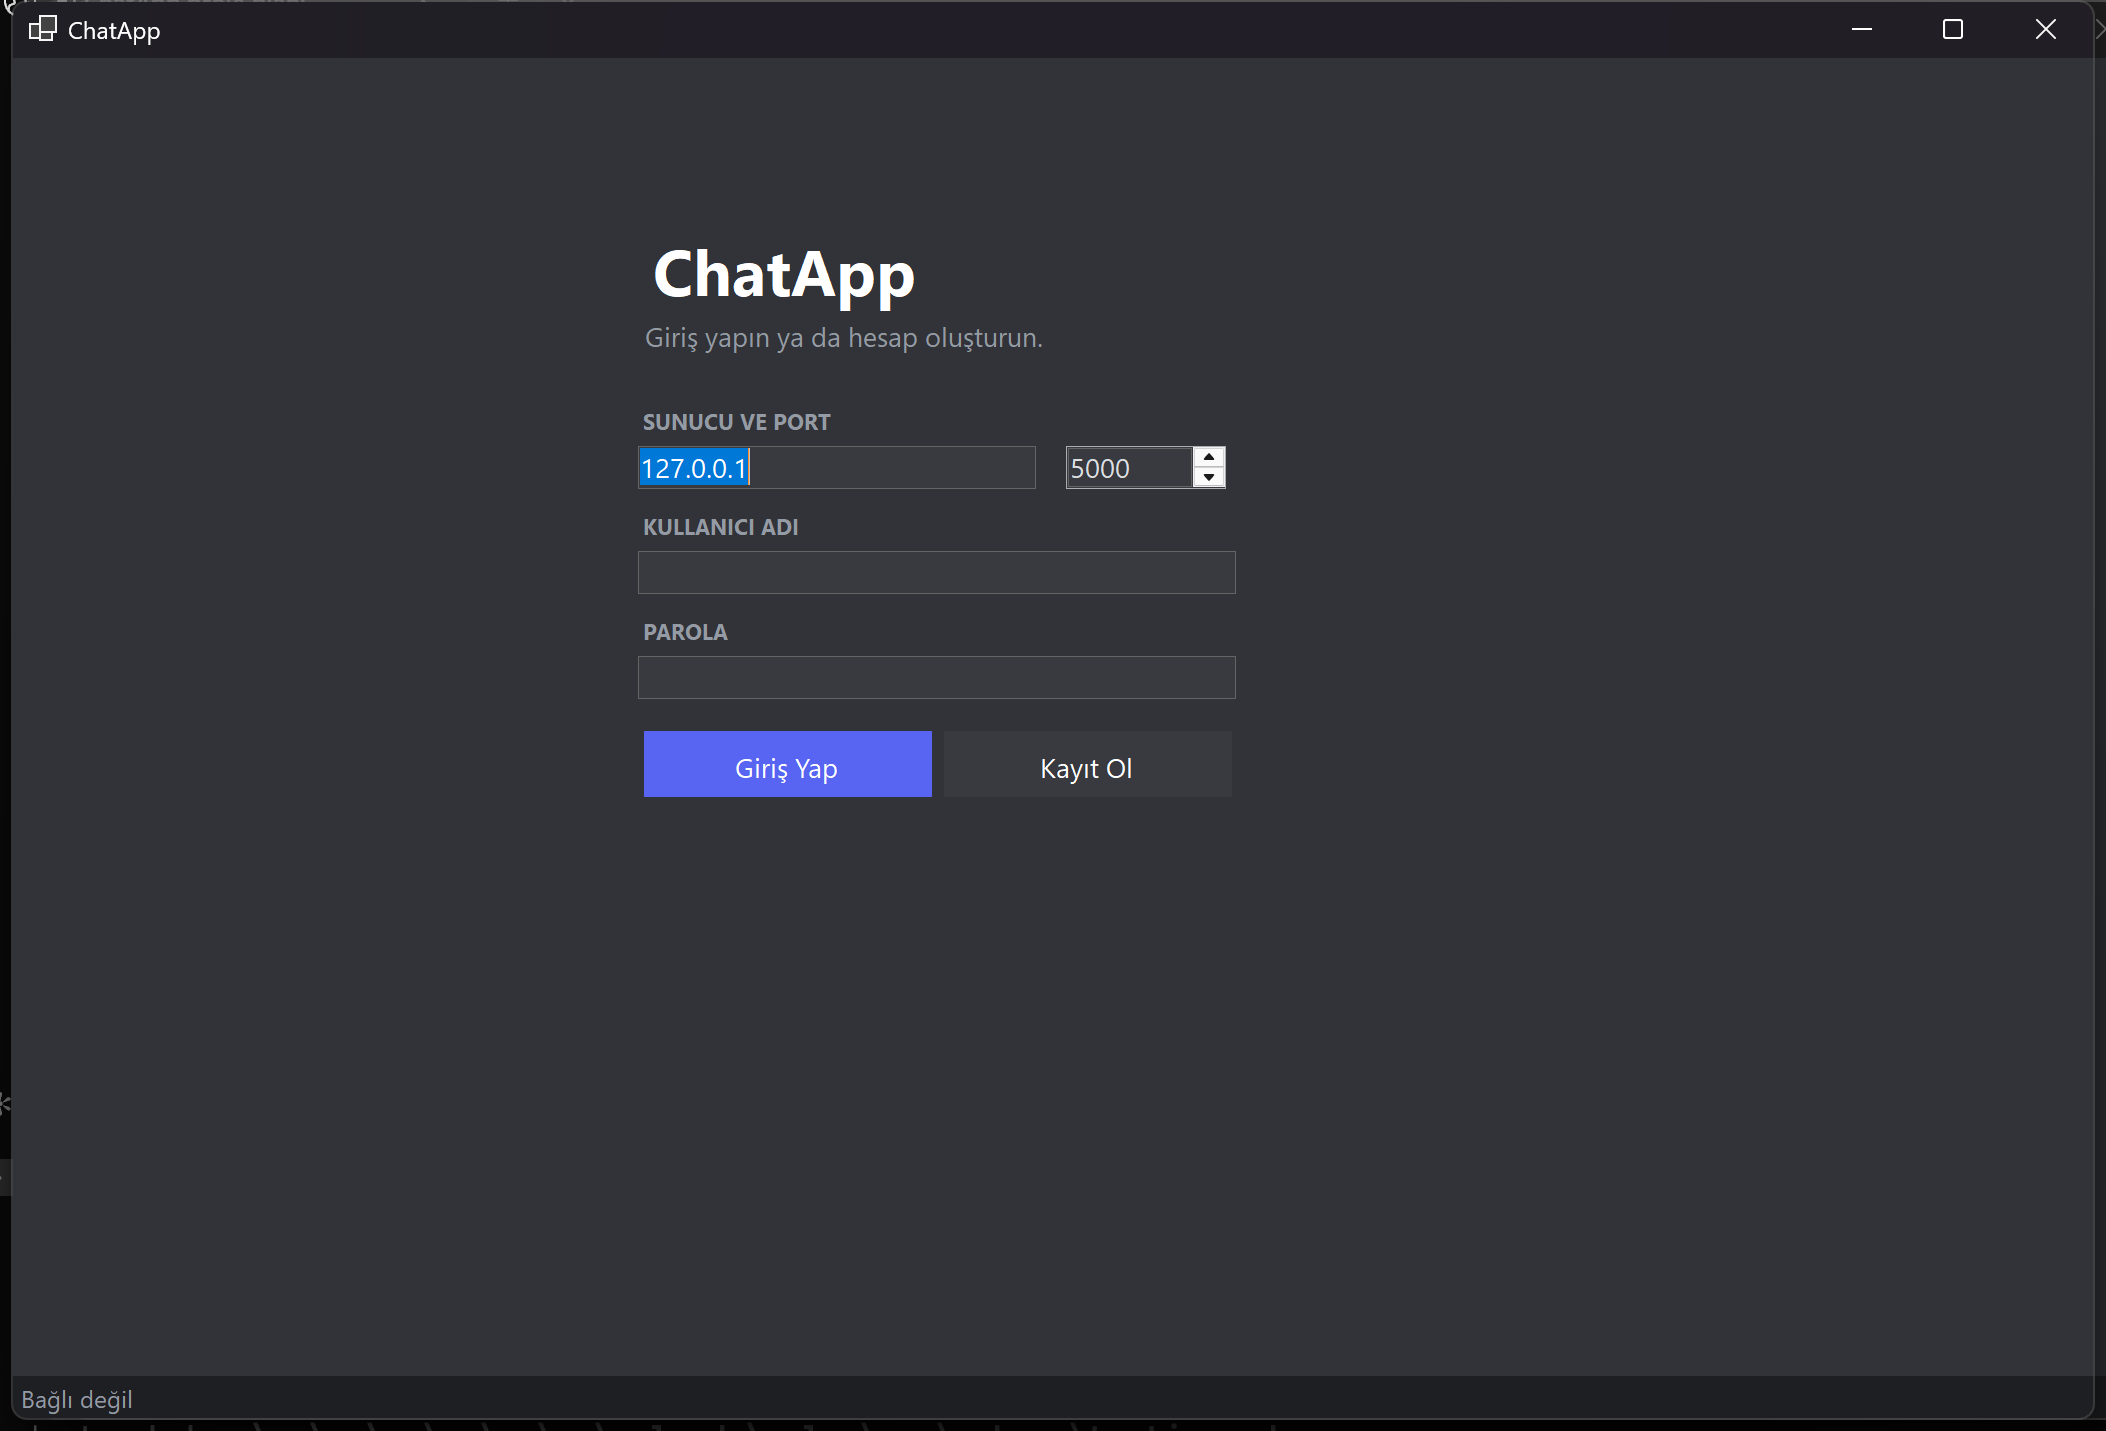 ChatApp
ChatApp
Giriş yapın ya da hesap oluşturun.
SUNUCU VE PORT
127.0.0.1 5000
KULLANICI ADI
PAROLA
Giriş Yap Kayıt Ol
Bağlı değil